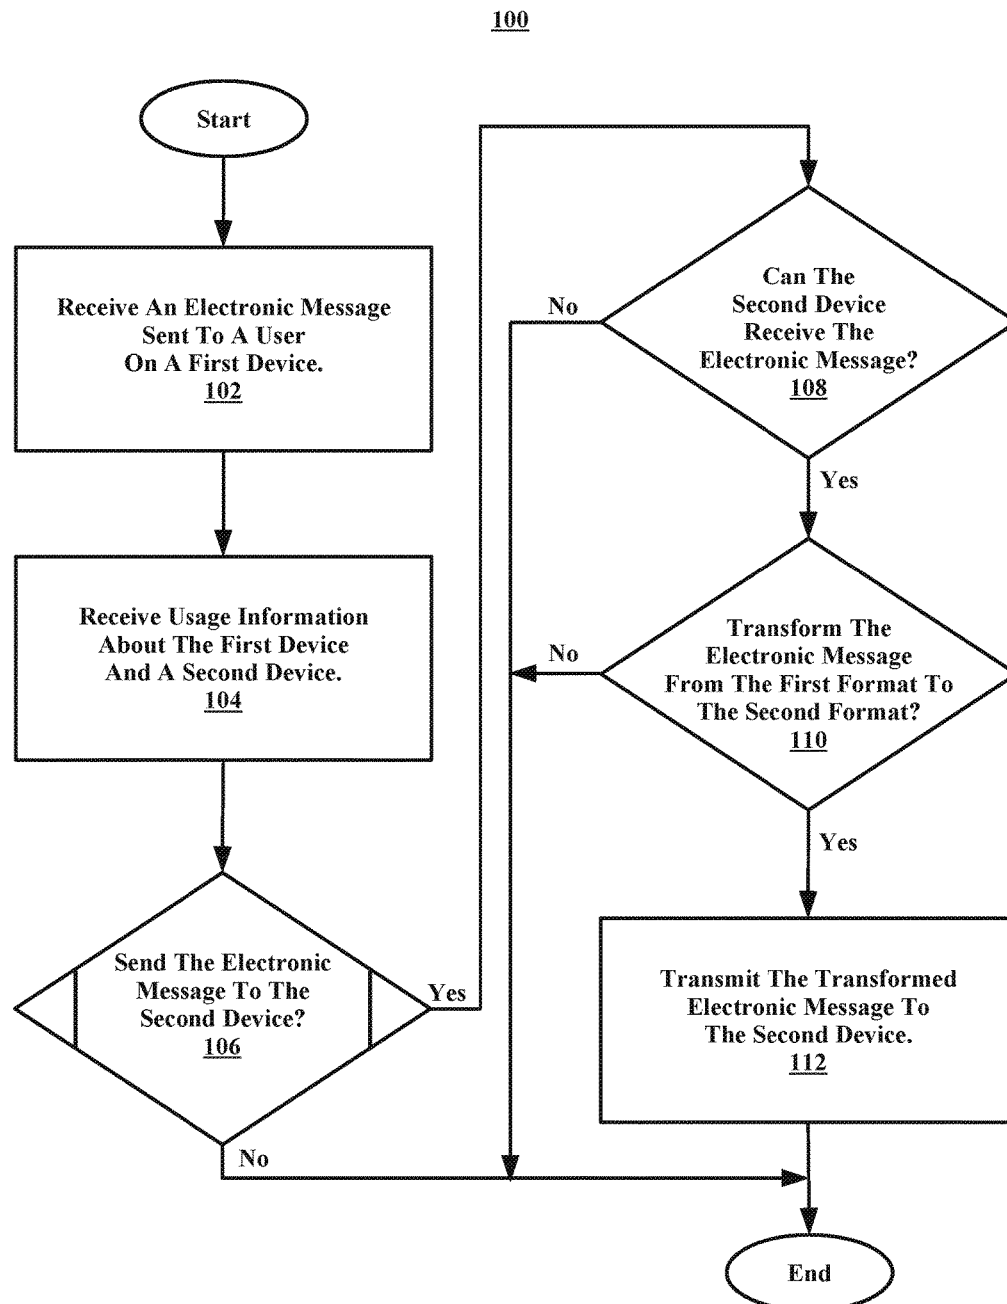 100
Start
Receive An Electronic Message
Sent To A User
On A First Device.
102
Receive Usage Information
About The First Device
And A Second Device.
104
Send The Electronic
Message To The
Second Device?
106
Yes
No
Can The
Second Device
Receive The
Electronic Message?
108
No
Yes
Transform The
Electronic Message
From The First Format To
The Second Format?
110
No
Yes
Transmit The Transformed
Electronic Message To
The Second Device.
112
End